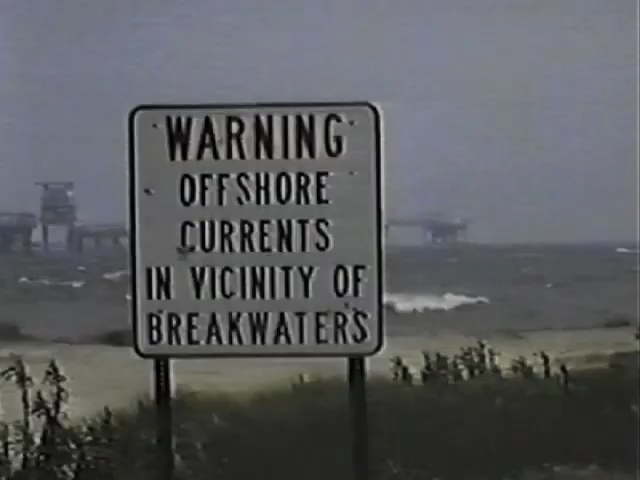 WARNING
OFFSHORE
CURRENTS
IN VICINITY OF
BREAKWATERS